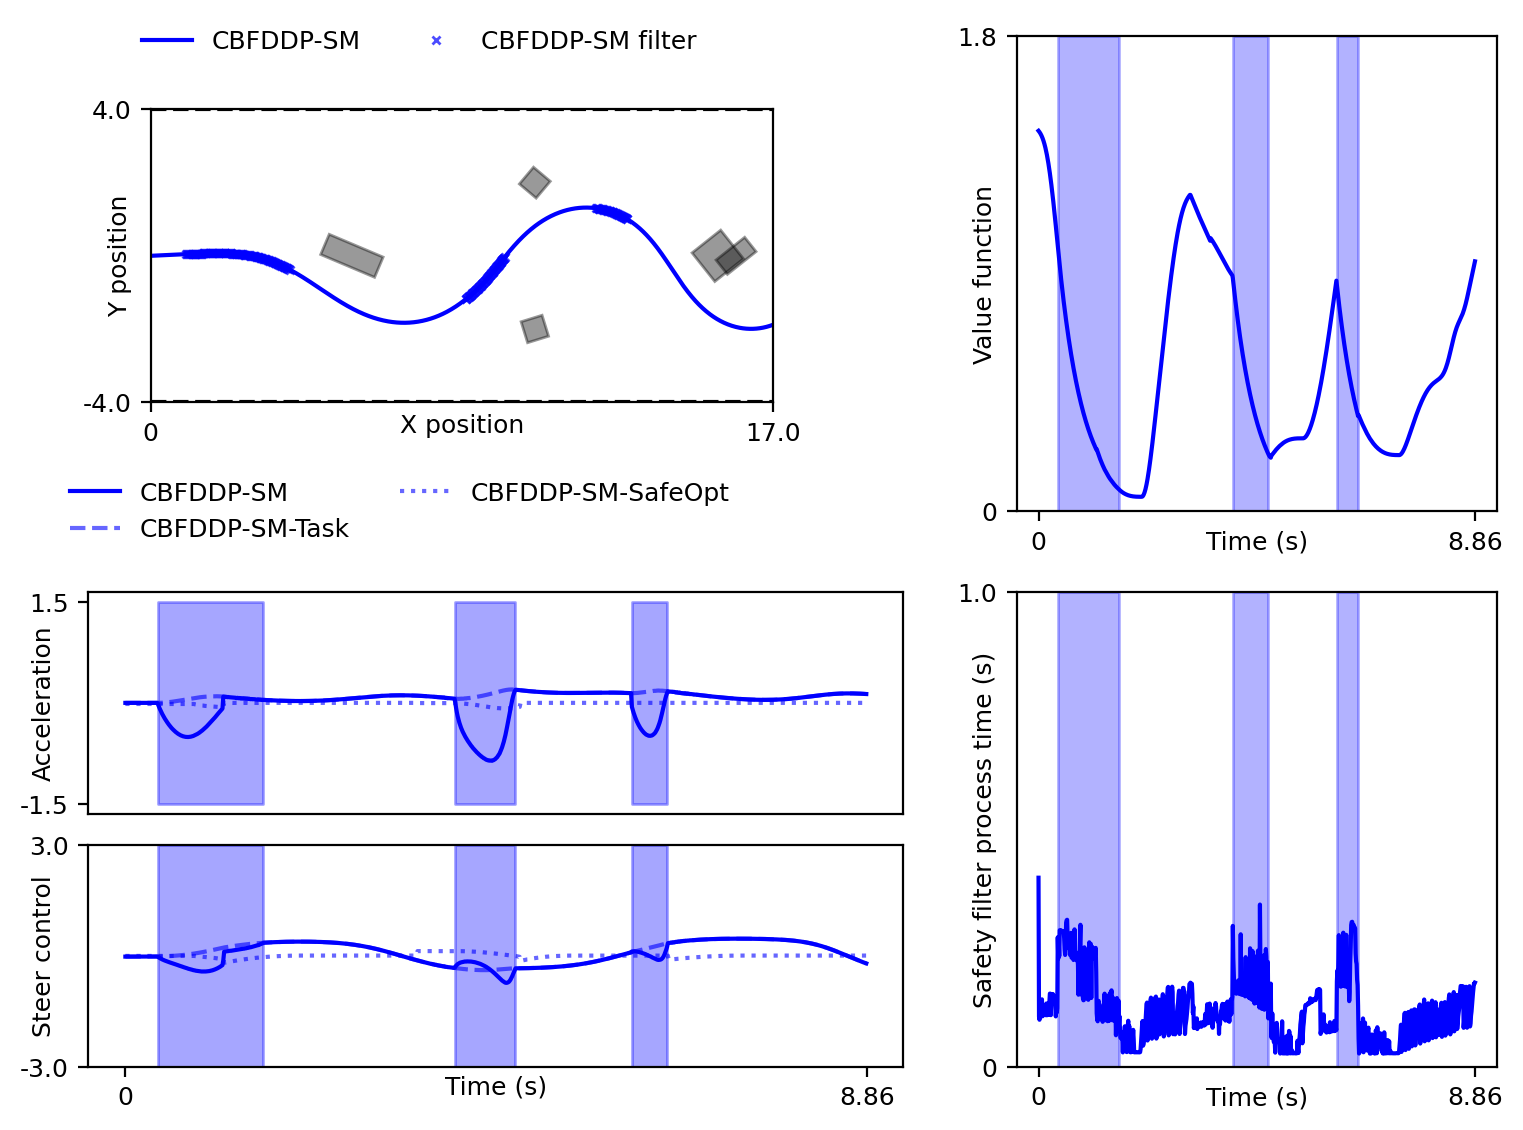 CBFDDP-SM
CBFDDP-SM filter
4.0
Y position
-4.0
0
X position
17.0
1.8
Value function
0
0
Time (s)
8.86
CBFDDP-SM
CBFDDP-SM-SafeOpt
CBFDDP-SM-Task
1.5
Acceleration
-1.5
3.0
Steer control
-3.0
0
Time (s)
8.86
1.0
Safety filter process time (s)
0
0
Time (s)
8.86